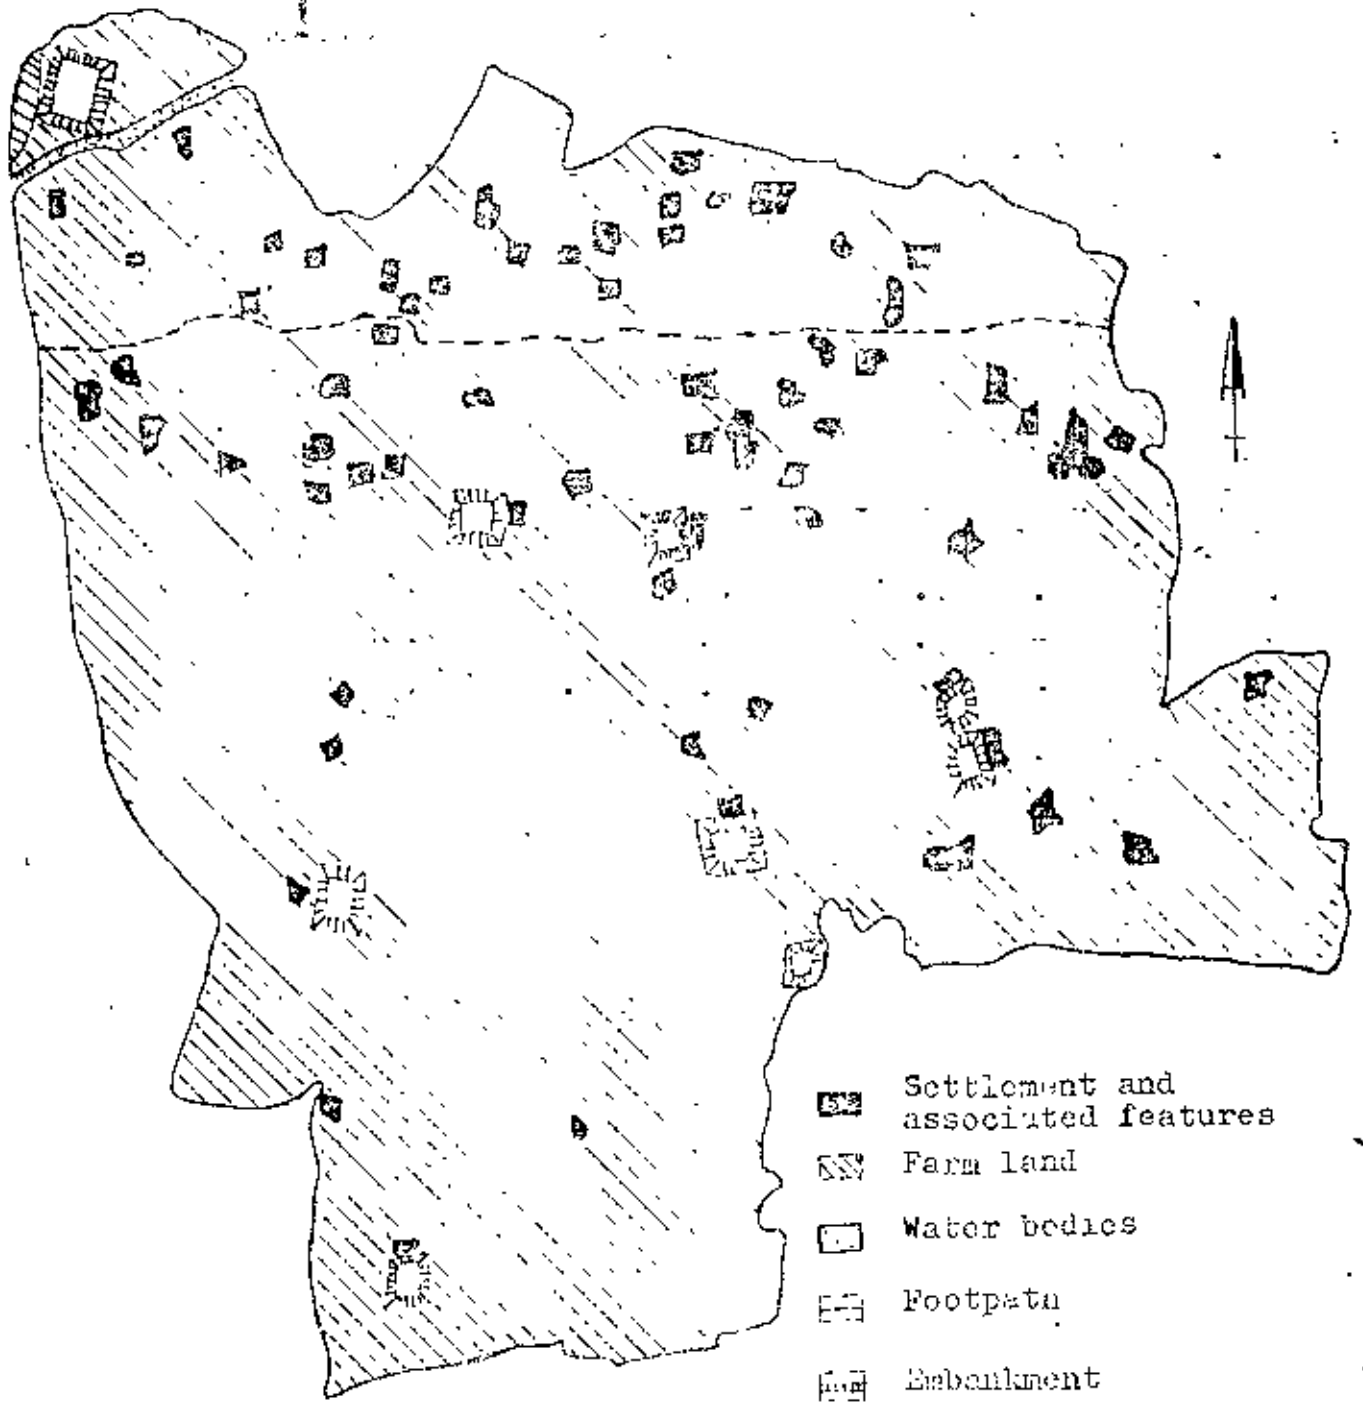 Settlement and
associated features
Farm land
Water bodies
Footpath
Embankment